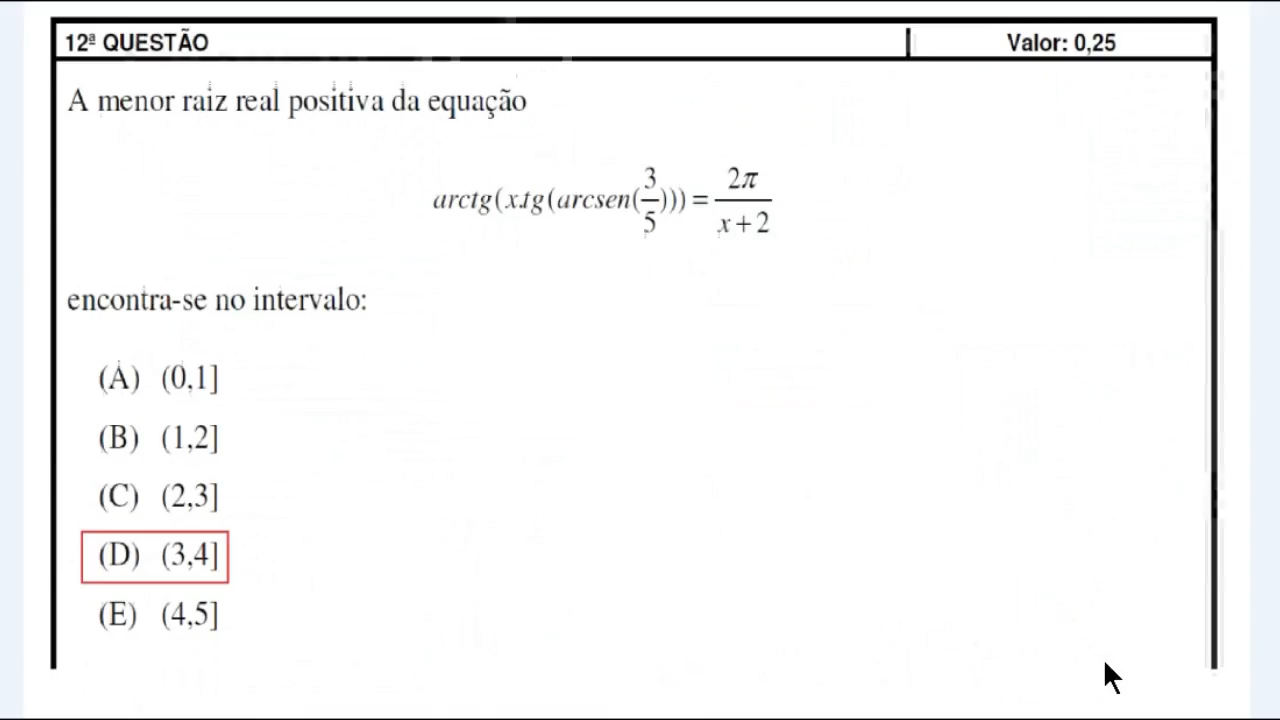 12ª QUESTÃO Valor: 0,25
A menor raiz real positiva da equação
arctg(x.tg(arcsen(3/5))) = 2π/(x+2)
encontra-se no intervalo:
(A) (0,1]
(B) (1,2]
(C) (2,3]
(D) (3,4]
(E) (4,5]